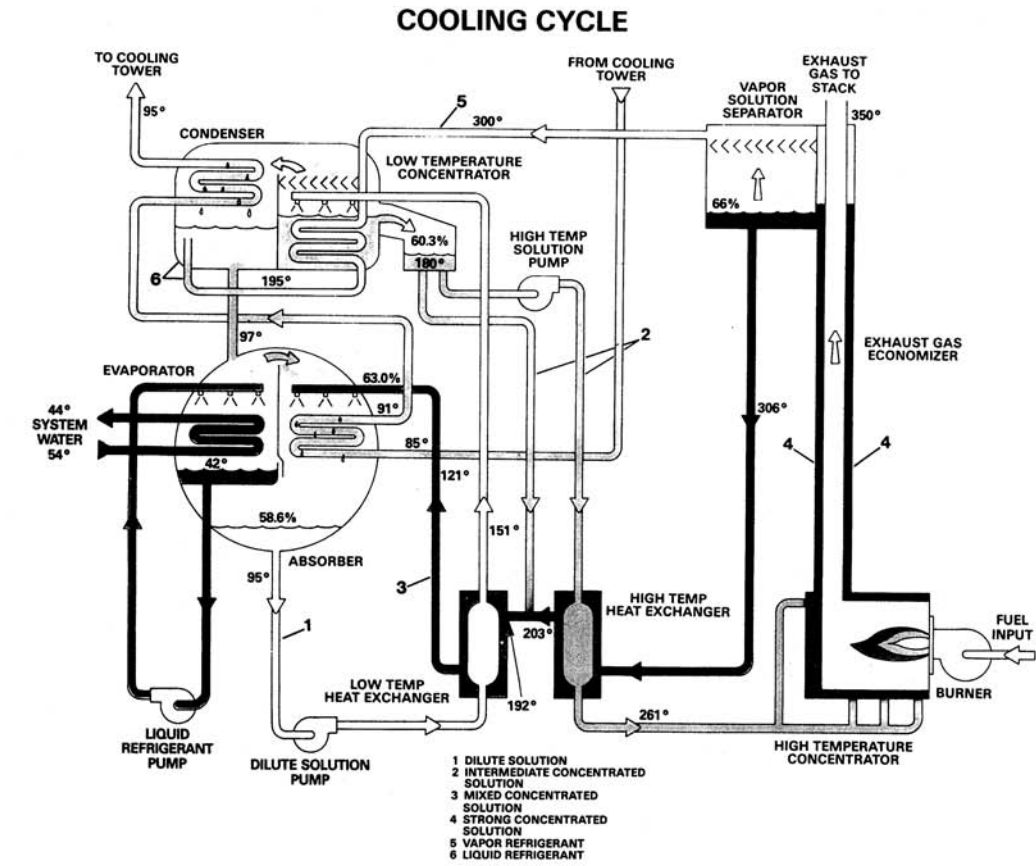 COOLING CYCLE
TO COOLING
TOWER
95°
CONDENSER
5
300°
LOW TEMPERATURE
CONCENTRATOR
FROM COOLING
TOWER
VAPOR
SOLUTION
SEPARATOR
EXHAUST
GAS TO
STACK
350°
66%
60.3%
180°
HIGH TEMP
SOLUTION
PUMP
6
195°
97°
2
EXHAUST GAS
ECONOMIZER
EVAPORATOR
63.0%
91°
44°
SYSTEM
WATER
54°
42°
85°
121°
306°
4
4
58.6%
ABSORBER
95°
151°
3
1
HIGH TEMP
HEAT EXCHANGER
203°
192°
LOW TEMP
HEAT EXCHANGER
FUEL
INPUT
BURNER
261°
LIQUID
REFRIGERANT
PUMP
DILUTE SOLUTION
PUMP
HIGH TEMPERATURE
CONCENTRATOR
1 DILUTE SOLUTION
2 INTERMEDIATE CONCENTRATED
SOLUTION
3 MIXED CONCENTRATED
SOLUTION
4 STRONG CONCENTRATED
SOLUTION
5 VAPOR REFRIGERANT
6 LIQUID REFRIGERANT